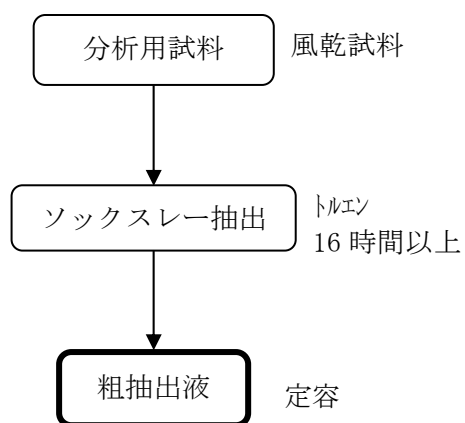 分析用試料
風乾試料
ソックスレー抽出
ﾄﾙｴﾝ
16 時間以上
粗抽出液
定容